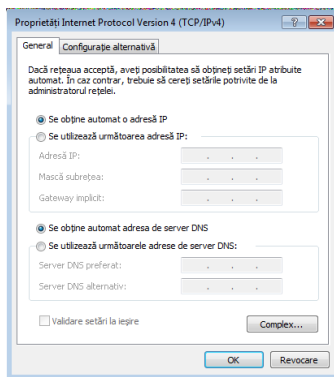 Proprietăți Internet Protocol Version 4 (TCP/IPv4)
General
Configurație alternativă
Dacă rețeaua acceptă, aveți posibilitatea să obțineți setări IP atribuite
automat. În caz contrar, trebuie să cereți setările potrivite de la
administratorul rețelei.
Se obține automat o adresă IP
Se utilizează următoarea adresă IP:
Adresă IP:
Mască subrețea:
Gateway implicit:
Se obține automat adresa de server DNS
Se utilizează următoarele adrese de server DNS:
Server DNS preferat:
Server DNS alternativ:
Validare setări la ieșire
Complex...
OK
Revocare